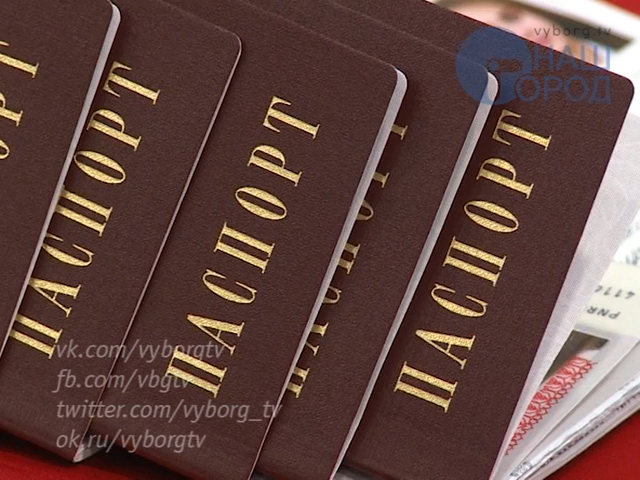 vyborg.tv
НАШ
ГОРОД
ПАСПОРТ
ПАСПОРТ
ПАСПОРТ
ПАСПОРТ
vk.com/vyborgtv
fb.com/vbgtv
twitter.com/vyborg_tv
ok.ru/vyborgtv